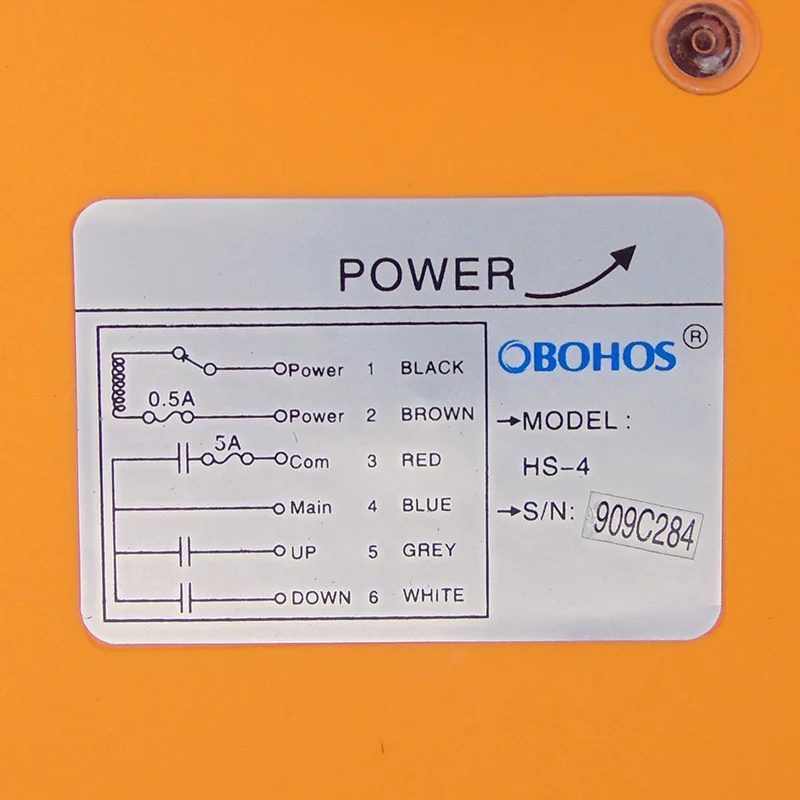 POWER
0.5A
5A
Power 1 BLACK
Power 2 BROWN
Com 3 RED
Main 4 BLUE
UP 5 GREY
DOWN 6 WHITE
OBOHOS®
→MODEL:
HS-4
→S/N: 909C284